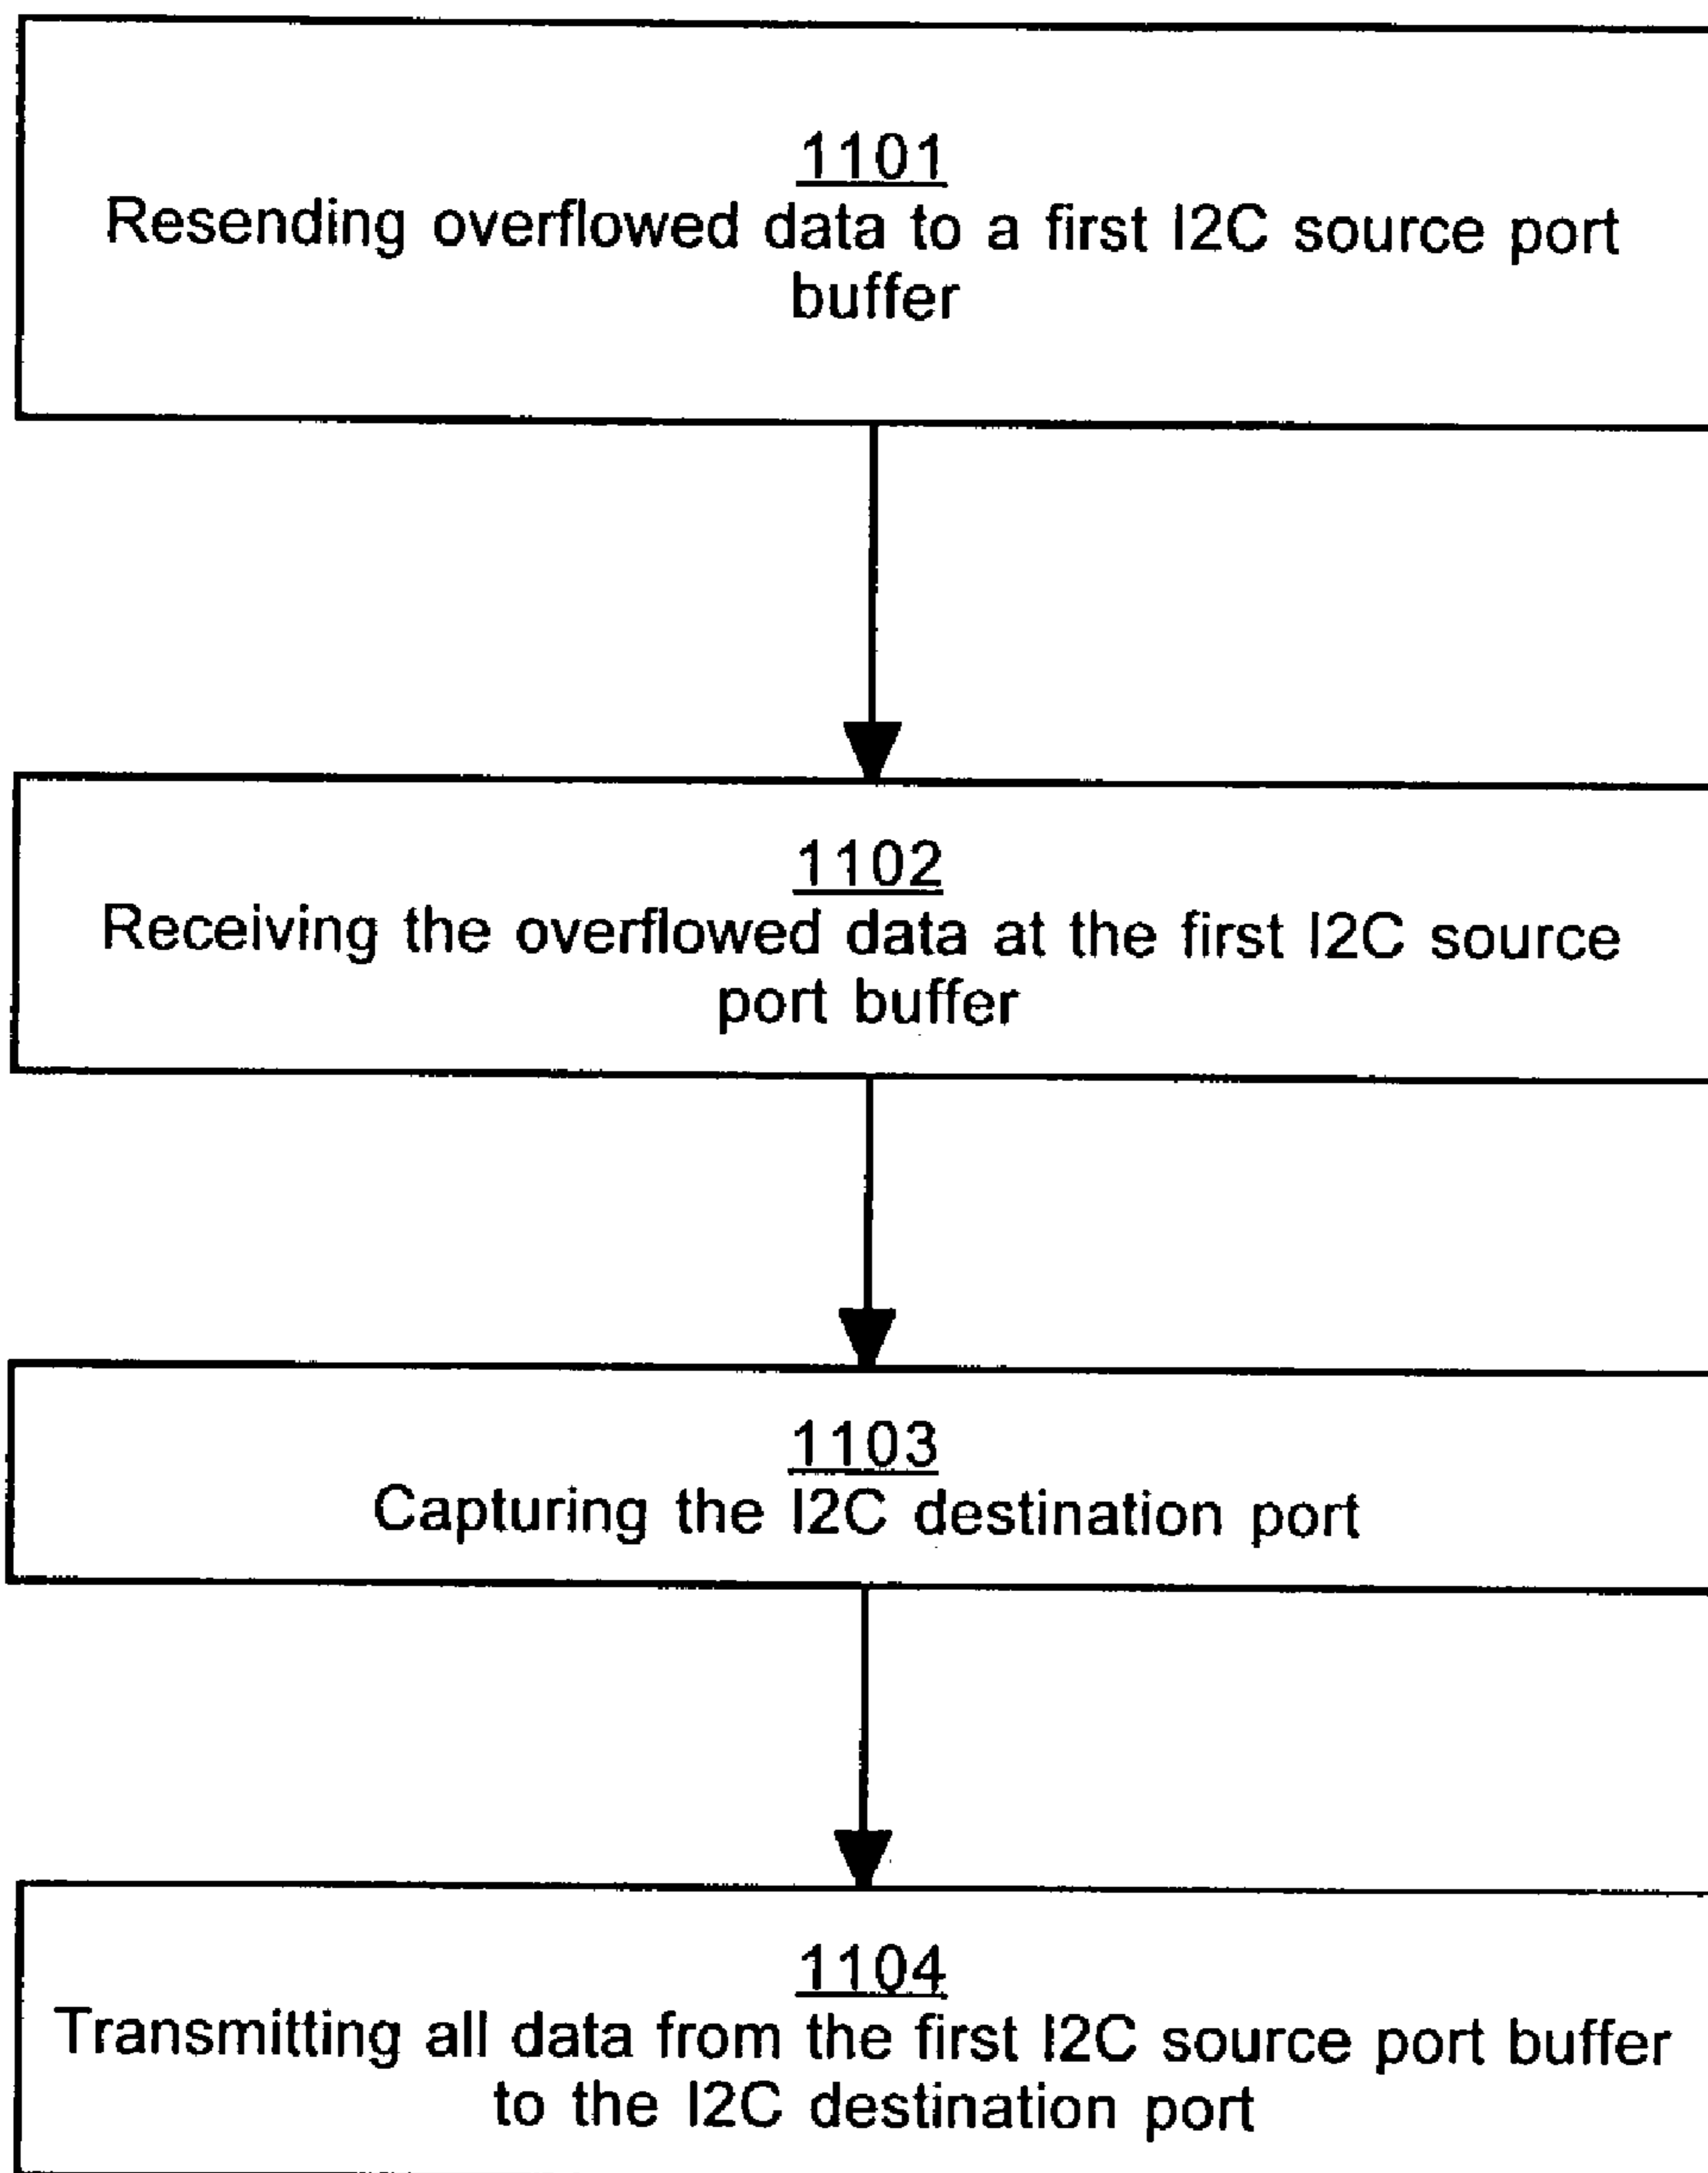 1101
Resending overflowed data to a first I2C source port
buffer
1102
Receiving the overflowed data at the first I2C source
port buffer
1103
Capturing the I2C destination port
1104
Transmitting all data from the first I2C source port buffer
to the I2C destination port